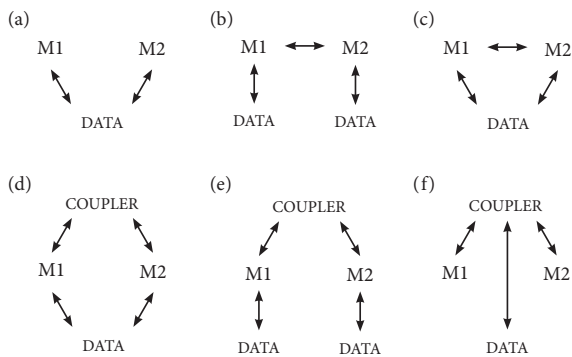 (a)
M1 M2
DATA
(b)
M1 M2
DATA DATA
(c)
M1 M2
DATA
(d)
COUPLER
M1 M2
DATA
(e)
COUPLER
M1 M2
DATA DATA
(f)
COUPLER
M1 M2
DATA